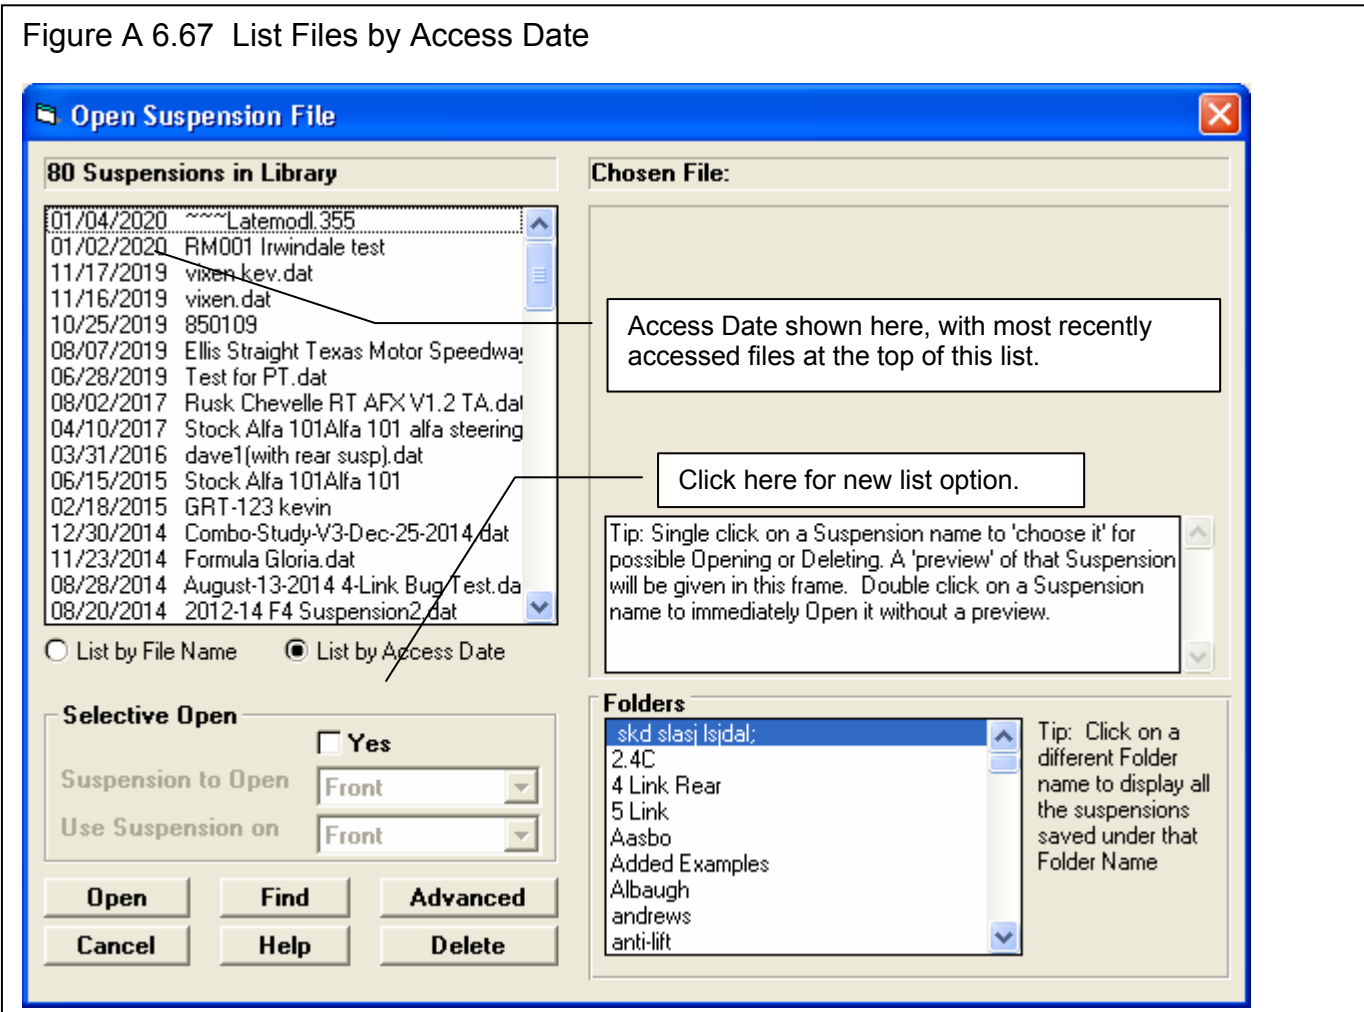 Figure A 6.67  List Files by Access Date
Open Suspension File
80 Suspensions in Library
01/04/2020 ~~~Latemodl.355
01/02/2020 RM001 Irwindale test
11/17/2019 vixen kev.dat
11/16/2019 vixen.dat
10/25/2019 850109
08/07/2019 Ellis Straight Texas Motor Speedway
06/28/2019 Test for PT.dat
08/02/2017 Rusk Chevelle RT AFX V1.2 TA.dat
04/10/2017 Stock Alfa 101Alfa 101 alfa steering
03/31/2016 dave1(with rear susp).dat
06/15/2015 Stock Alfa 101Alfa 101
02/18/2015 GRT-123 kevin
12/30/2014 Combo-Study-V3-Dec-25-2014.dat
11/23/2014 Formula Gloria.dat
08/28/2014 August-13-2014 4-Link Bug Test.da
08/20/2014 2012-14 F4 Suspension2.dat
List by File Name
List by Access Date
Selective Open
Yes
Suspension to Open
Front
Use Suspension on
Front
Open
Find
Advanced
Cancel
Help
Delete
Chosen File:
Access Date shown here, with most recently
accessed files at the top of this list.
Click here for new list option.
Tip: Single click on a Suspension name to 'choose it' for
possible Opening or Deleting. A 'preview' of that Suspension
will be given in this frame.  Double click on a Suspension
name to immediately Open it without a preview.
Folders
skd slasj lsjdal;
2.4C
4 Link Rear
5 Link
Aasbo
Added Examples
Albaugh
andrews
anti-lift
Tip:  Click on a
different Folder
name to display all
the suspensions
saved under that
Folder Name